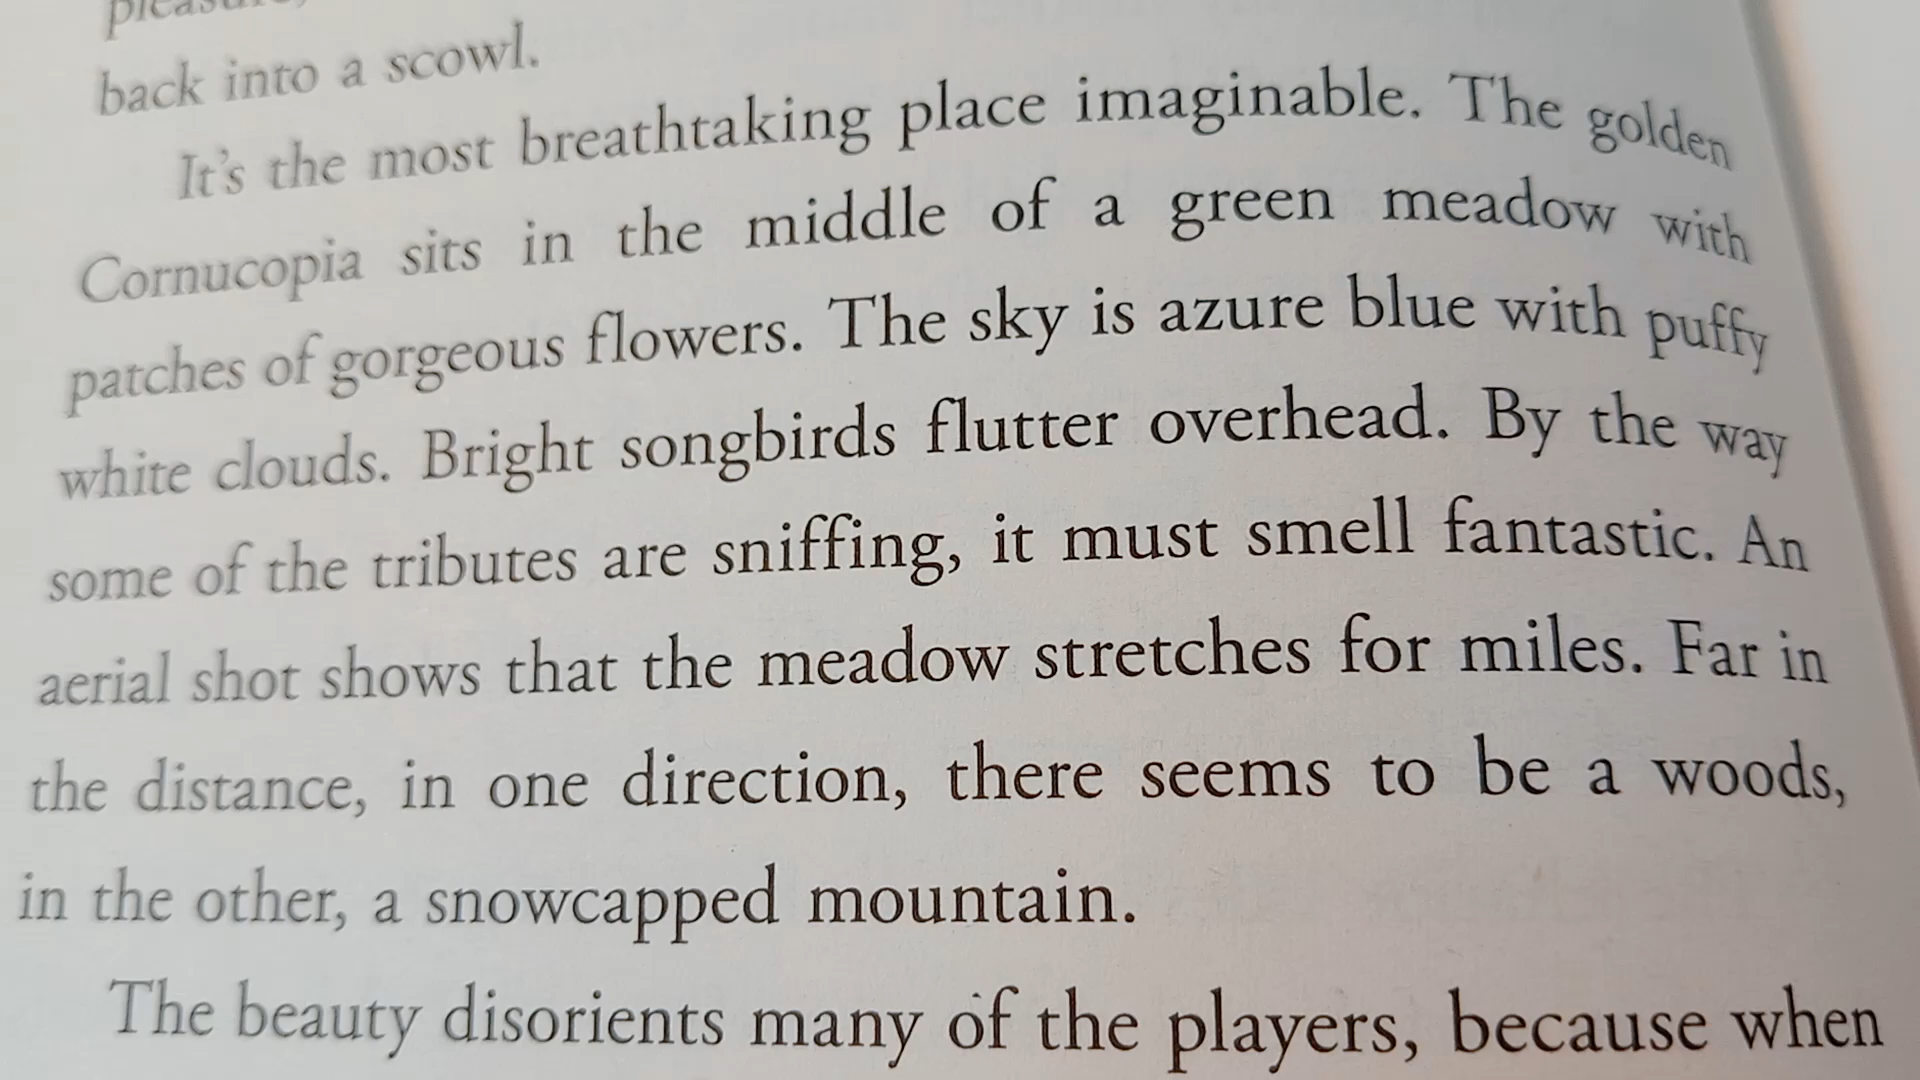 pleasure,
back into a scowl.
It's the most breathtaking place imaginable. The golden
Cornucopia sits in the middle of a green meadow with
patches of gorgeous flowers. The sky is azure blue with puffy
white clouds. Bright songbirds flutter overhead. By the way
some of the tributes are sniffing, it must smell fantastic. An
aerial shot shows that the meadow stretches for miles. Far in
the distance, in one direction, there seems to be a woods,
in the other, a snowcapped mountain.
The beauty disorients many of the players, because when